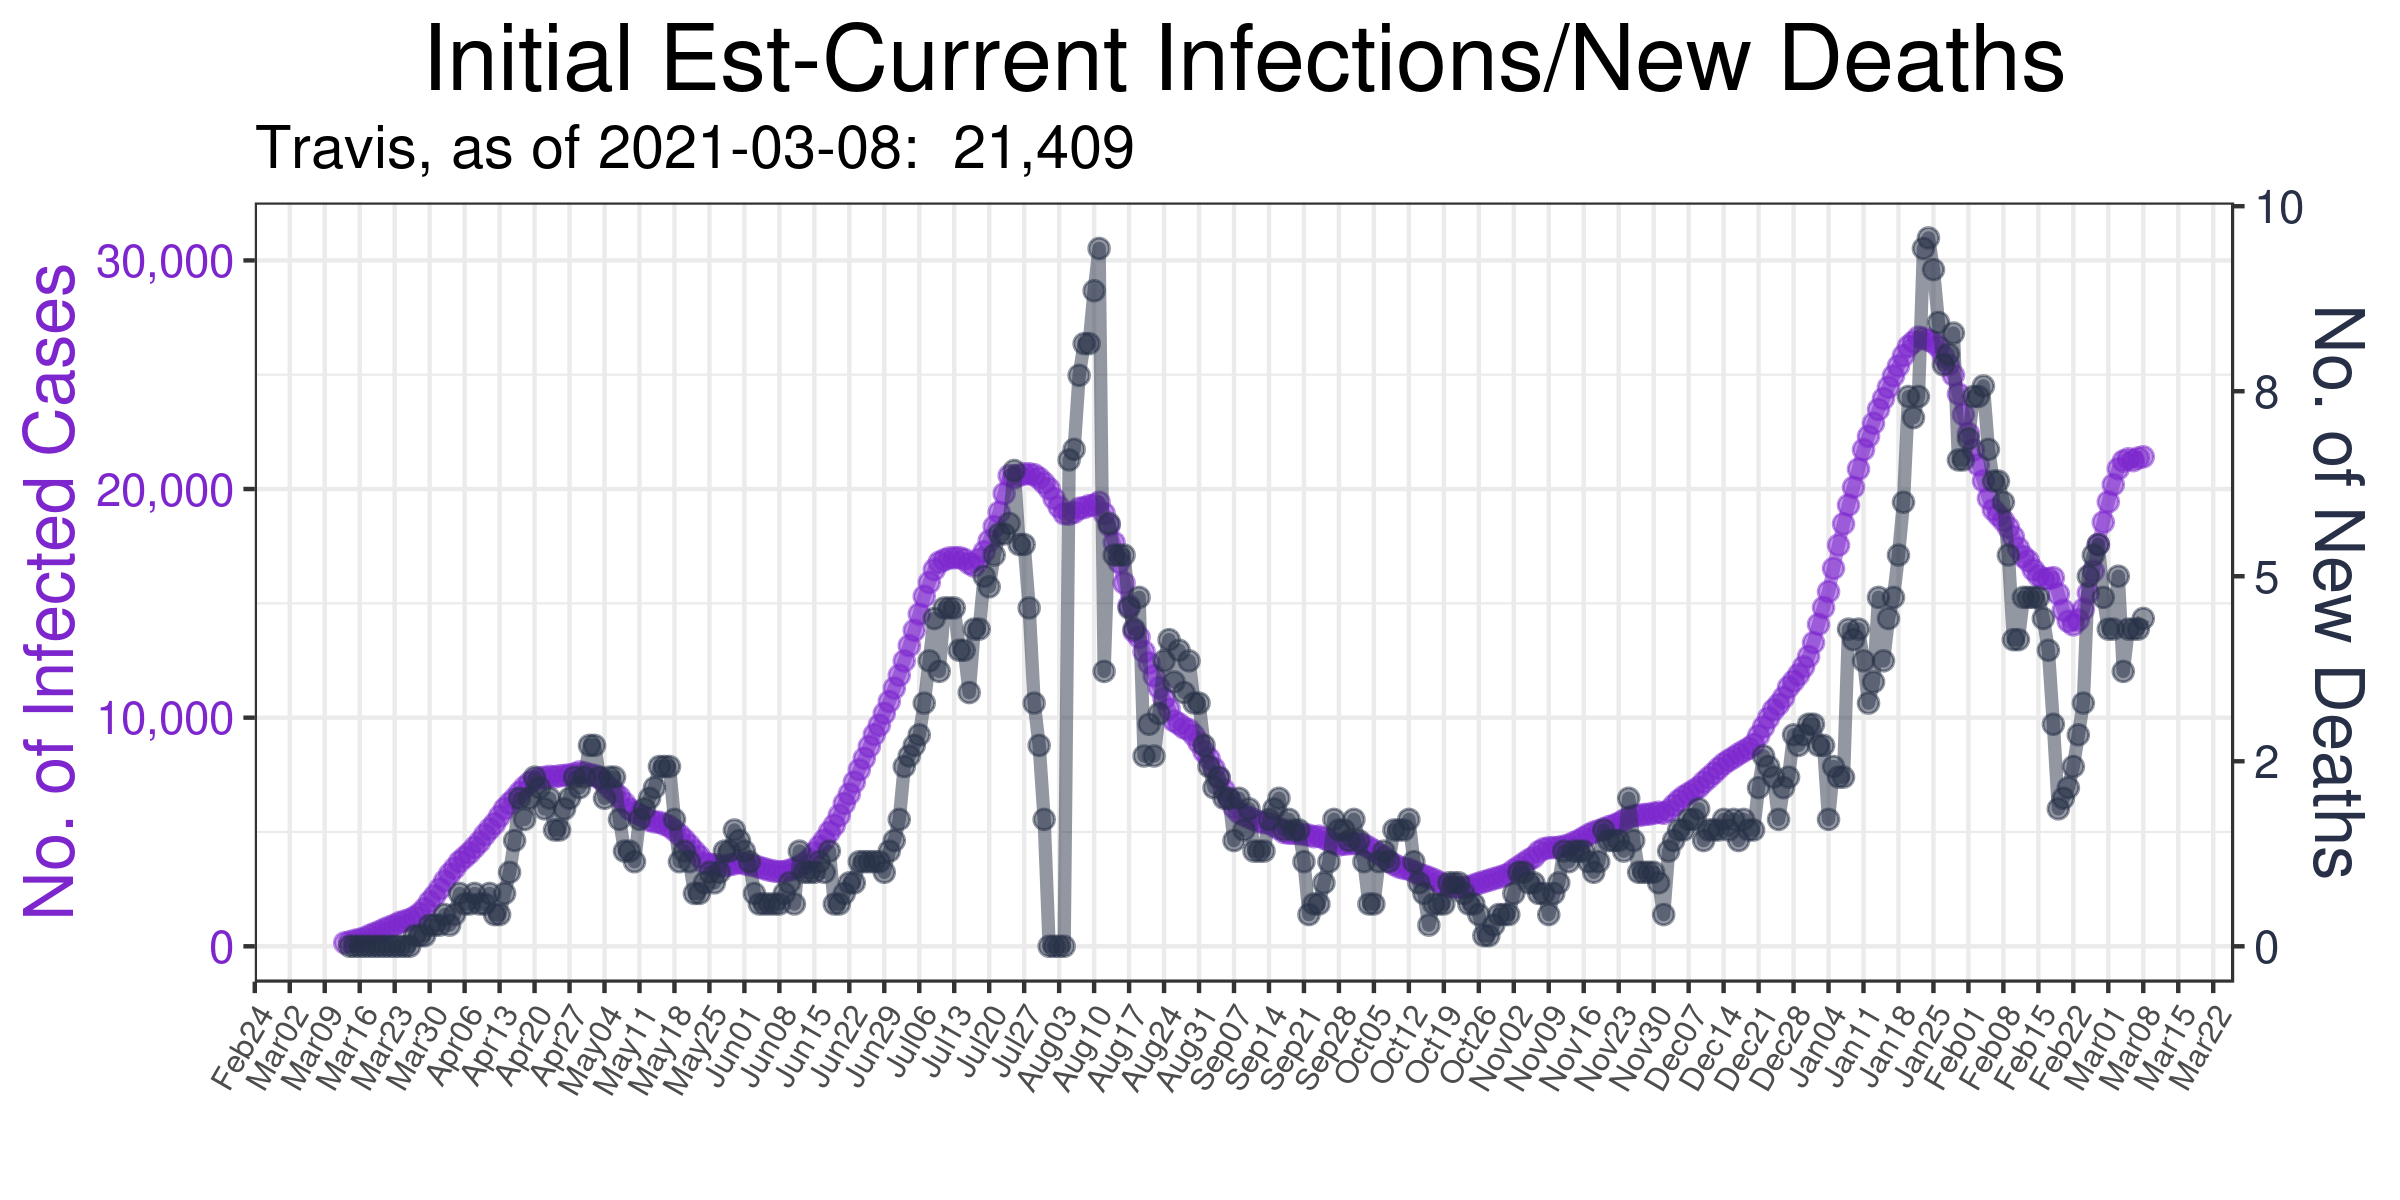 Initial Est-Current Infections/New Deaths
Travis, as of 2021-03-08:  21,409
No. of Infected Cases
30,000
20,000
10,000
0
10
8
5
2
0
No. of New Deaths
Feb24
Mar02
Mar09
Mar16
Mar23
Mar30
Apr06
Apr13
Apr20
Apr27
May04
May11
May18
May25
Jun01
Jun08
Jun15
Jun22
Jun29
Jul06
Jul13
Jul20
Jul27
Aug03
Aug10
Aug17
Aug24
Aug31
Sep07
Sep14
Sep21
Sep28
Oct05
Oct12
Oct19
Oct26
Nov02
Nov09
Nov16
Nov23
Nov30
Dec07
Dec14
Dec21
Dec28
Jan04
Jan11
Jan18
Jan25
Feb01
Feb08
Feb15
Feb22
Mar01
Mar08
Mar15
Mar22